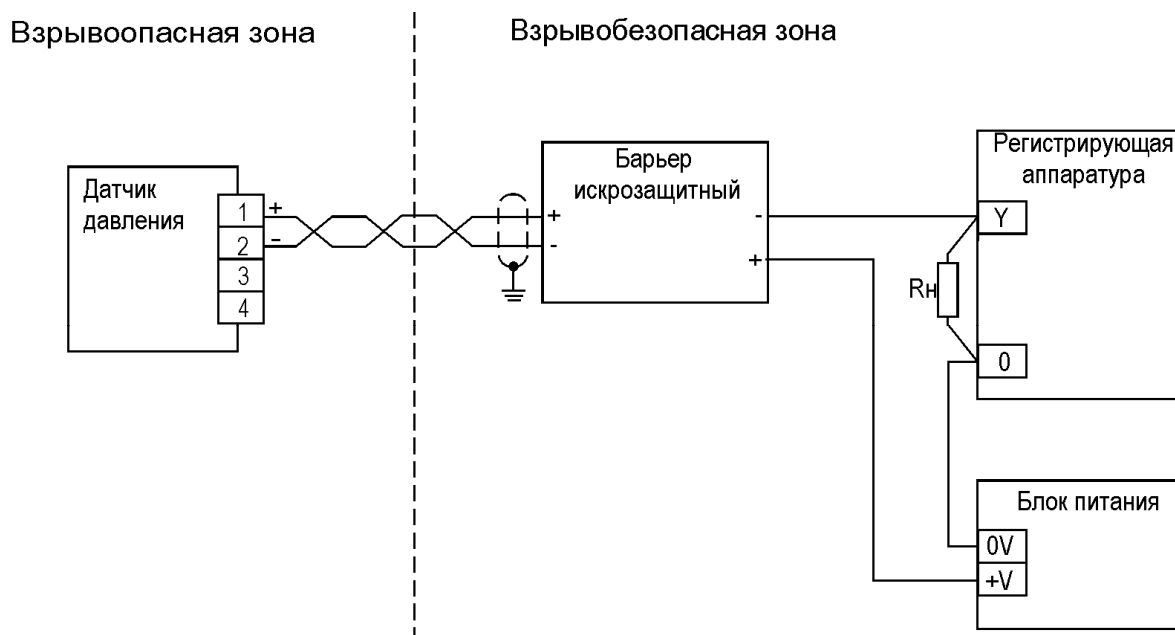 Взрывоопасная зона
Взрывобезопасная зона
Датчик
давления
1
2
3
4
+
-
Барьер
искрозащитный
+
-
-
+
Регистрирующая
аппаратура
Y
Rн
0
Блок питания
0V
+V